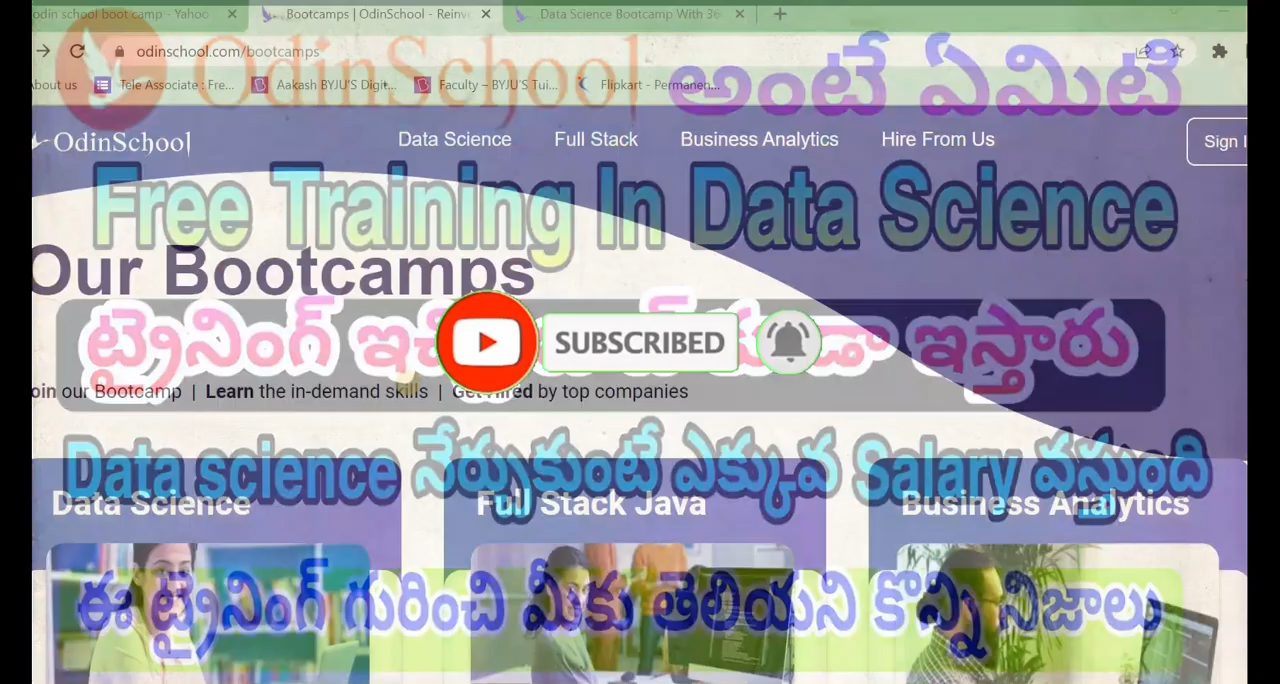 odin school boot camp - Yahoo
Bootcamps | OdinSchool - Reinv
Data Science Bootcamp With 36
odinschool.com/bootcamps
OdinSchool అంటే ఏమిటి
About us Tele Associate : Fre... Aakash BYJU'S Digit... Faculty – BYJU'S Tui... Flipkart - Permanen...
OdinSchool Data Science Full Stack Business Analytics Hire From Us Sign I
Free Training In Data Science
Our Bootcamps
ట్రైనింగ్ ఇస్తారు
SUBSCRIBED
oin our Bootcamp | Learn the in-demand skills | Get Hired by top companies
Data science నేర్చుకుంటే ఎక్కువ Salary వస్తుంది
Data Science Full Stack Java Business Analytics
ఈ ట్రైనింగ్ గురించి మీకు తెలియని కొన్ని నిజాలు